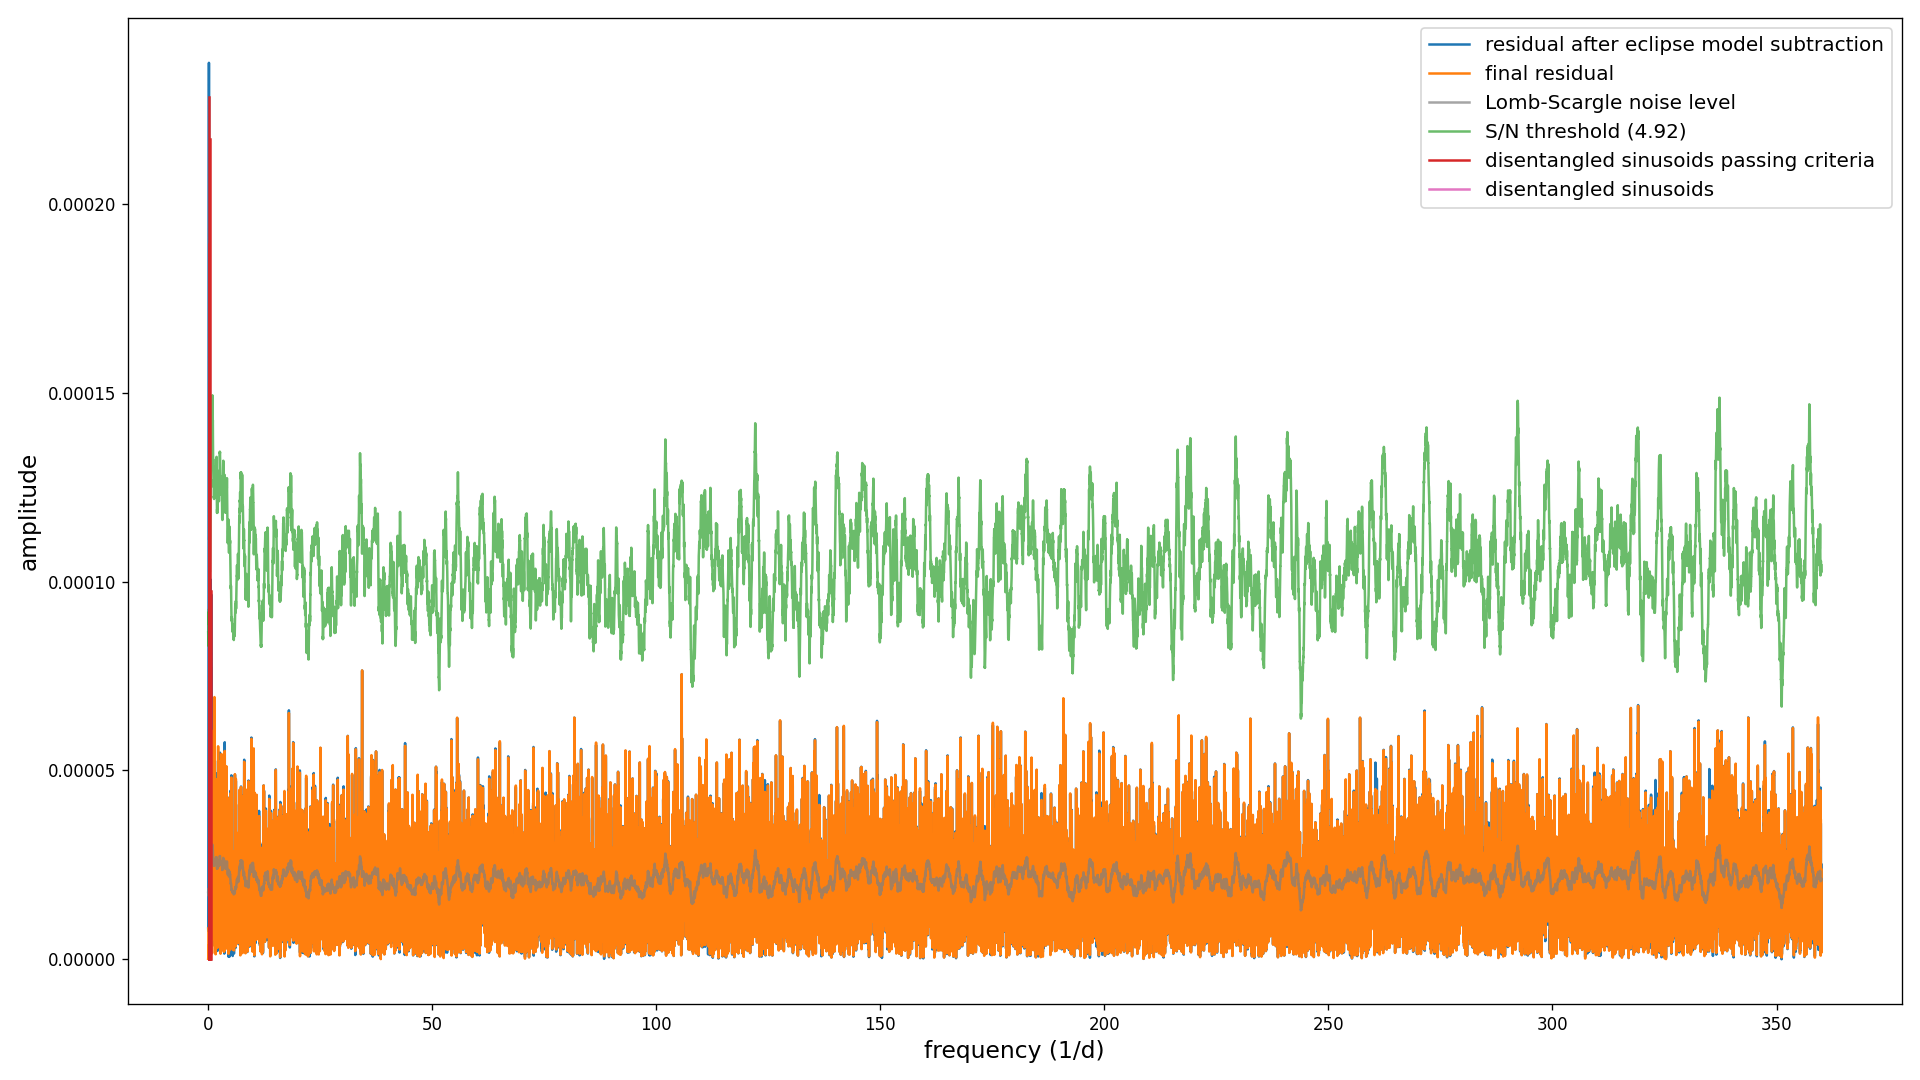 residual after eclipse model subtraction
final residual
Lomb-Scargle noise level
S/N threshold (4.92)
disentangled sinusoids passing criteria
disentangled sinusoids
amplitude
0.00020
0.00015
0.00010
0.00005
0.00000
0 50 100 150 200 250 300 350
frequency (1/d)